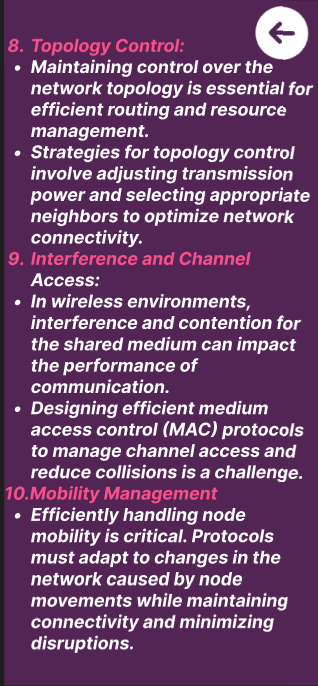 8. Topology Control:
• Maintaining control over the
network topology is essential for
efficient routing and resource
management.
• Strategies for topology control
involve adjusting transmission
power and selecting appropriate
neighbors to optimize network
connectivity.
9. Interference and Channel
Access:
• In wireless environments,
interference and contention for
the shared medium can impact
the performance of
communication.
• Designing efficient medium
access control (MAC) protocols
to manage channel access and
reduce collisions is a challenge.
10.Mobility Management
• Efficiently handling node
mobility is critical. Protocols
must adapt to changes in the
network caused by node
movements while maintaining
connectivity and minimizing
disruptions.